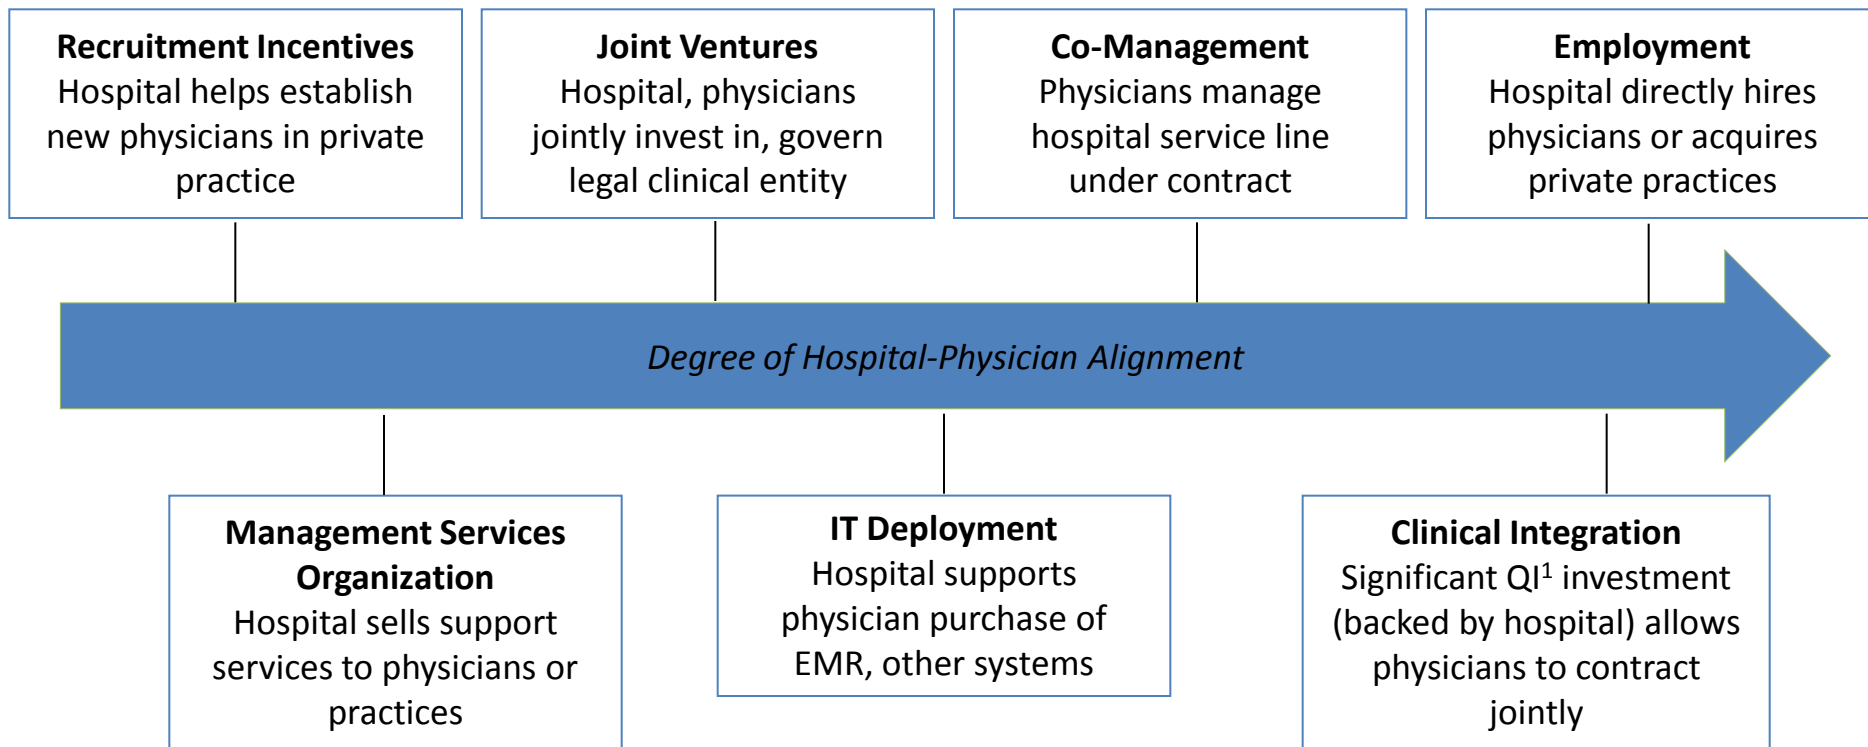 Recruitment Incentives
Hospital helps establish
new physicians in private
practice
Joint Ventures
Hospital, physicians
jointly invest in, govern
legal clinical entity
Co-Management
Physicians manage
hospital service line
under contract
Employment
Hospital directly hires
physicians or acquires
private practices
Degree of Hospital-Physician Alignment
Management Services
Organization
Hospital sells support
services to physicians or
practices
IT Deployment
Hospital supports
physician purchase of
EMR, other systems
Clinical Integration
Significant QI¹ investment
(backed by hospital) allows
physicians to contract
jointly